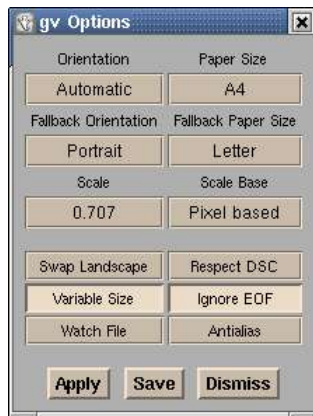 gv Options
Orientation Paper Size
Automatic A4
Fallback Orientation Fallback Paper Size
Portrait Letter
Scale Scale Base
0.707 Pixel based
Swap Landscape Respect DSC
Variable Size Ignore EOF
Watch File Antialias
Apply Save Dismiss